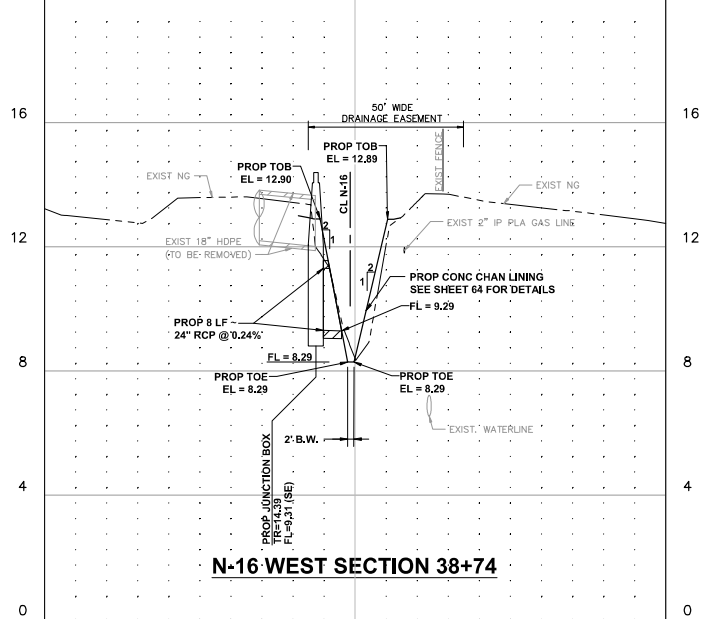 16
16
50' WIDE
DRAINAGE EASEMENT
PROP TOB
EL = 12.89
EXIST FENCE
PROP TOB
EL = 12.90
CL N-16
EXIST NG
EXIST NG
2
1
EXIST 2" IP PLA GAS LINE
12
12
EXIST 18" HDPE
(TO BE REMOVED)
2
1
PROP CONC CHAN LINING
SEE SHEET 64 FOR DETAILS
FL = 9.29
PROP 8 LF
24" RCP @ 0.24%
FL = 8.29
8
8
PROP TOE
EL = 8.29
PROP TOE
EL = 8.29
EXIST. WATERLINE
2' B.W.
PROP JUNCTION BOX
TR=14.39
FL=9.31 (SE)
4
4
N-16 WEST SECTION 38+74
0
0